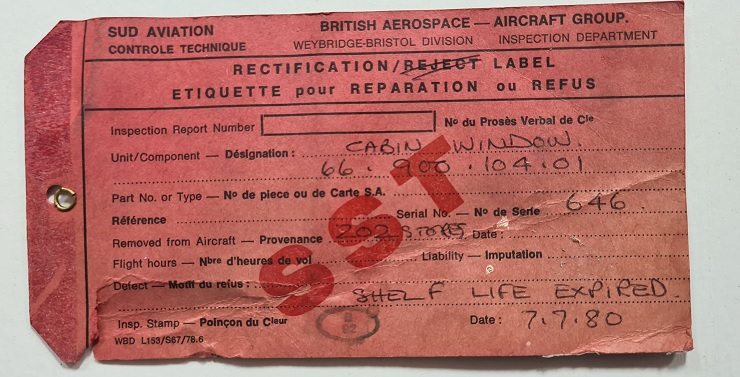 SUD AVIATION
CONTROLE TECHNIQUE
BRITISH AEROSPACE — AIRCRAFT GROUP.
WEYBRIDGE-BRISTOL DIVISION INSPECTION DEPARTMENT
RECTIFICATION/REJECT LABEL
ETIQUETTE pour REPARATION ou REFUS
Inspection Report Number Nº du Prosès Verbal de Cie
Unit/Component — Désignation : CABIN WINDOW.
66.900.104.01
Part No. or Type — Nº de piece ou de Carte S.A.
Référence Serial No. — Nº de Serie 646
Removed from Aircraft — Provenance 202 STORES Date :
Flight hours — Nbre d'heures de vol Liability — Imputation
Defect — Motif du refus :
SHELF LIFE EXPIRED.
Insp. Stamp — Poinçon du Cleur Date : 7.7.80
WBD L153/S67/76.6
SST